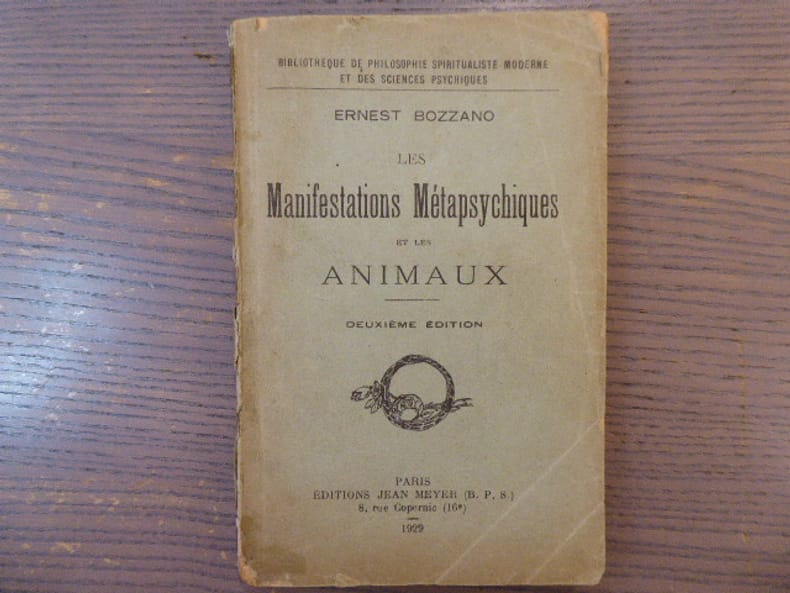 BIBLIOTHÈQUE DE PHILOSOPHIE SPIRITUALISTE MODERNE
ET DES SCIENCES PSYCHIQUES
ERNEST BOZZANO
LES
Manifestations Métapsychiques
ET LES
ANIMAUX
DEUXIÈME ÉDITION
PARIS
ÉDITIONS JEAN MEYER (B. P. S.)
8, rue Copernic (16e)
1929